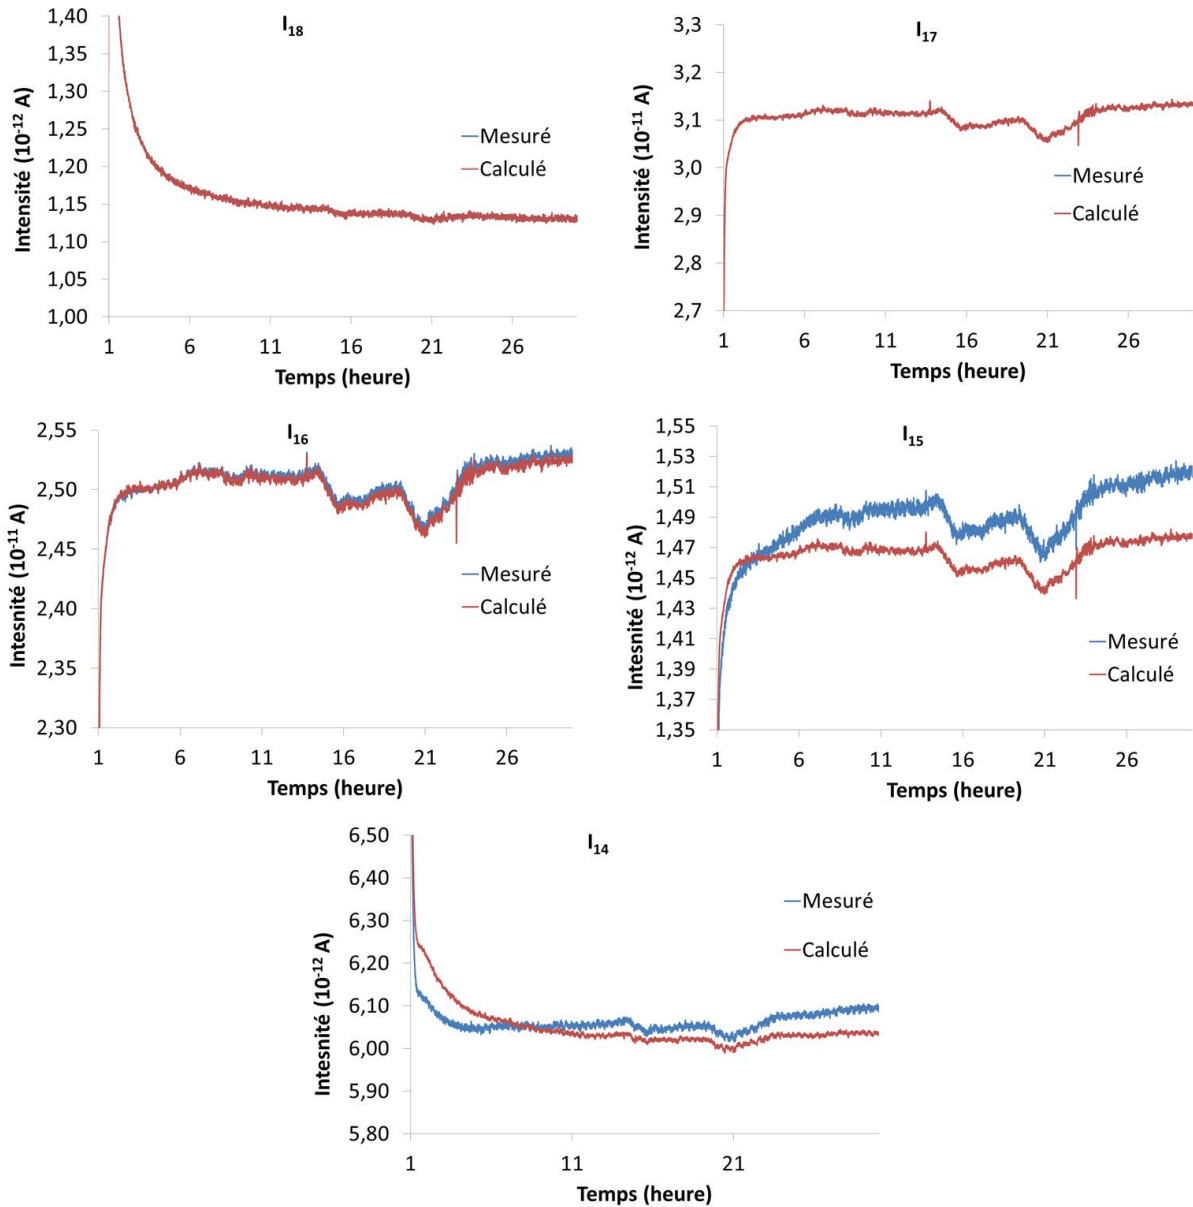 I18
1,40
1,35
1,30
1,25
1,20
1,15
1,10
1,05
1,00
Intensité (10-12 A)
Mesuré
Calculé
1 6 11 16 21 26
Temps (heure)
I17
3,3
3,2
3,1
3,0
2,9
2,8
2,7
Intensité (10-11 A)
Mesuré
Calculé
1 6 11 16 21 26
Temps (heure)
I16
2,55
2,50
2,45
2,40
2,35
2,30
Intesnité (10-11 A)
Mesuré
Calculé
1 6 11 16 21 26
Temps (heure)
I15
1,55
1,53
1,51
1,49
1,47
1,45
1,43
1,41
1,39
1,37
1,35
Intesnité (10-12 A)
Mesuré
Calculé
1 6 11 16 21 26
Temps (heure)
I14
6,50
6,40
6,30
6,20
6,10
6,00
5,90
5,80
Intesnité (10-12 A)
Mesuré
Calculé
1 11 21
Temps (heure)